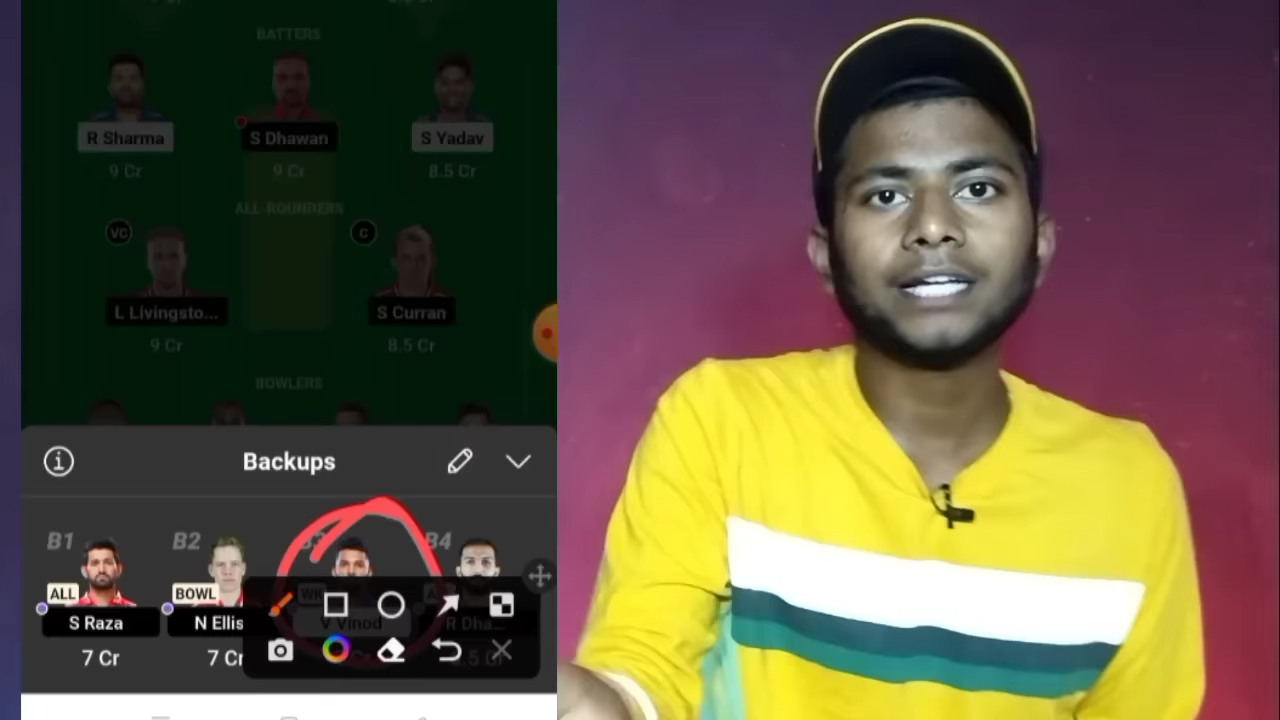 BATTERS
R Sharma
S Dhawan
S Yadav
9 Cr
9 Cr
8.5 Cr
ALL-ROUNDERS
VC
C
L Livingsto...
S Curran
9 Cr
8.5 Cr
BOWLERS
Backups
B1
B2
B4
ALL
BOWL
WK
S Raza
N Ellis
V Vinod
R Dha...
7 Cr
7 Cr